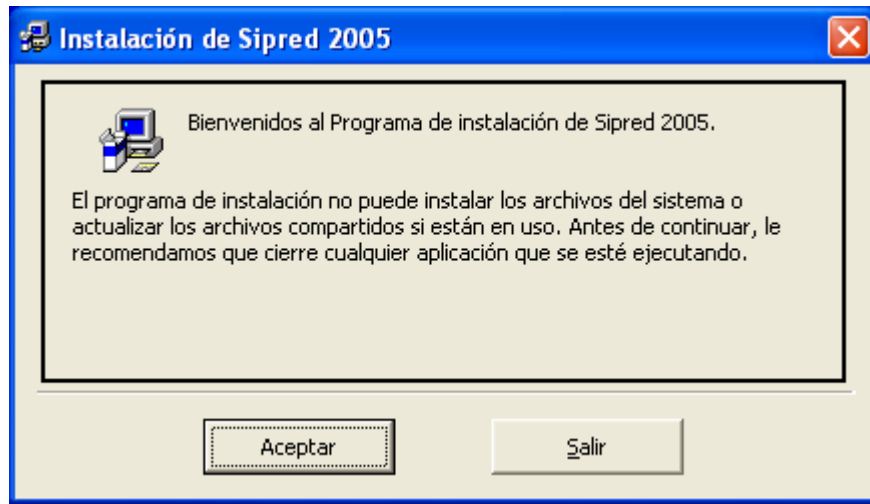 Instalación de Sipred 2005
Bienvenidos al Programa de instalación de Sipred 2005.
El programa de instalación no puede instalar los archivos del sistema o
actualizar los archivos compartidos si están en uso. Antes de continuar, le
recomendamos que cierre cualquier aplicación que se esté ejecutando.
Aceptar
Salir